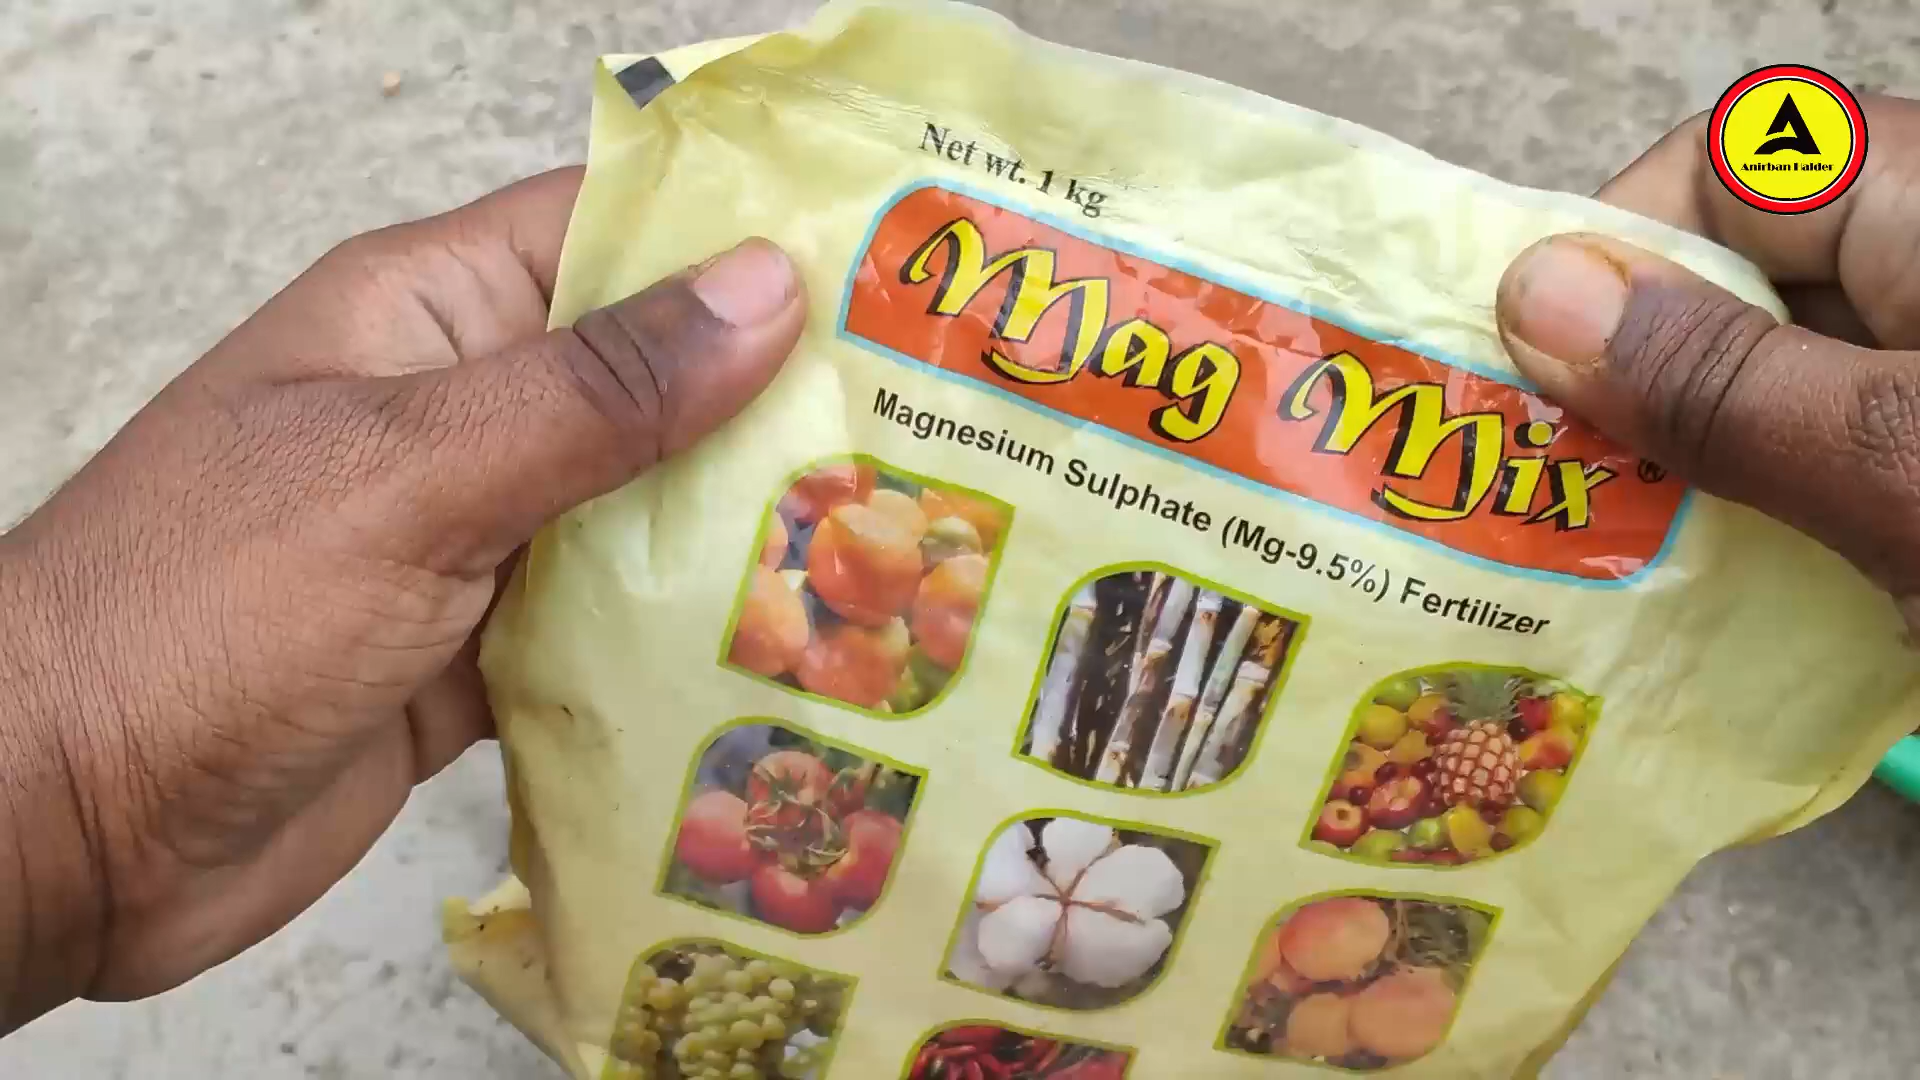 Net wt. 1 kg
Mag Mix ®
Magnesium Sulphate (Mg-9.5%) Fertilizer
A
Anirban Halder